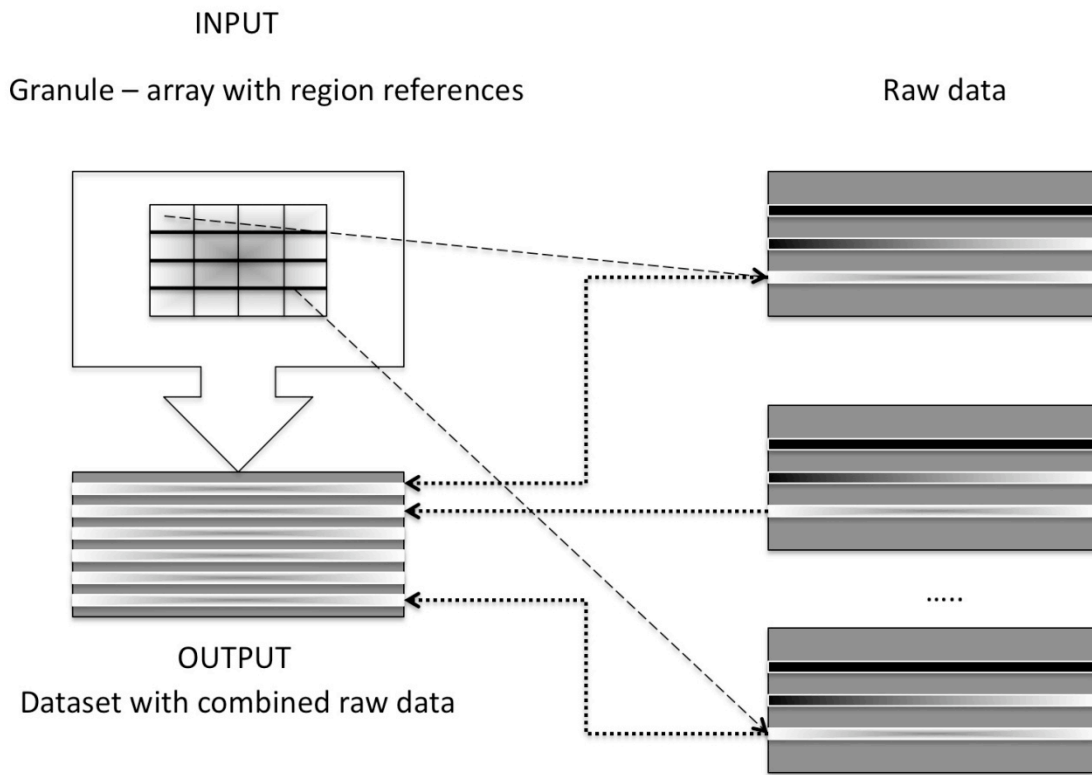 INPUT
Granule – array with region references
Raw data
.....
OUTPUT
Dataset with combined raw data